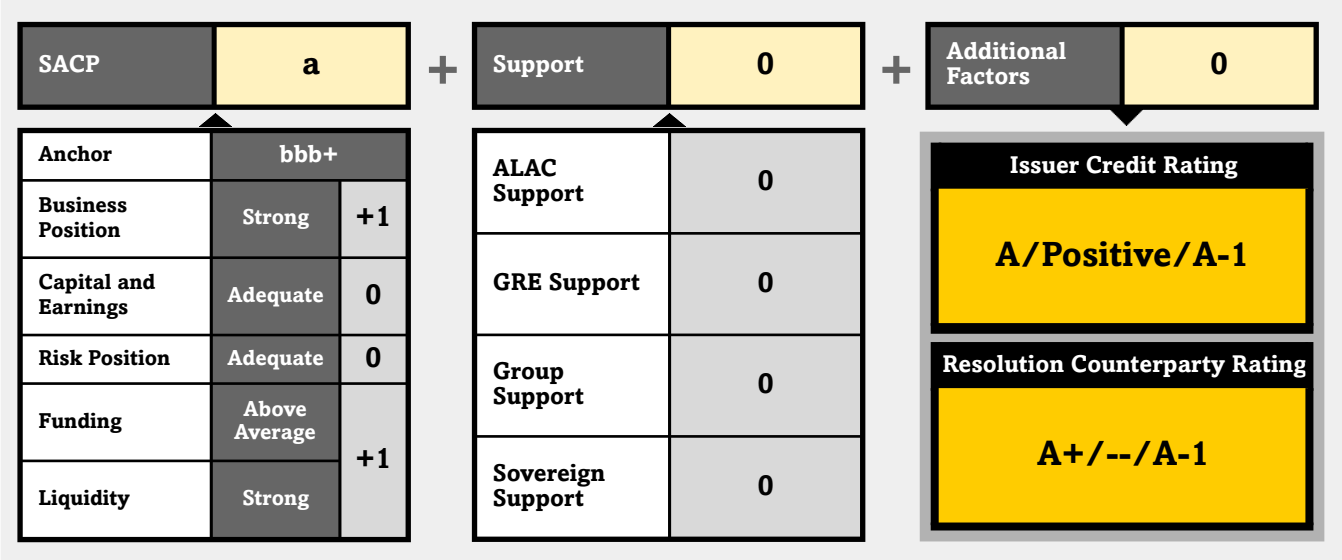 SACP
a
+
Support
0
+
Additional
Factors
0
Anchor
bbb+
Business
Position
Strong
+1
Capital and
Earnings
Adequate
0
Risk Position
Adequate
0
Funding
Above
Average
+1
Liquidity
Strong
ALAC
Support
0
GRE Support
0
Group
Support
0
Sovereign
Support
0
Issuer Credit Rating
A/Positive/A-1
Resolution Counterparty Rating
A+/--/A-1